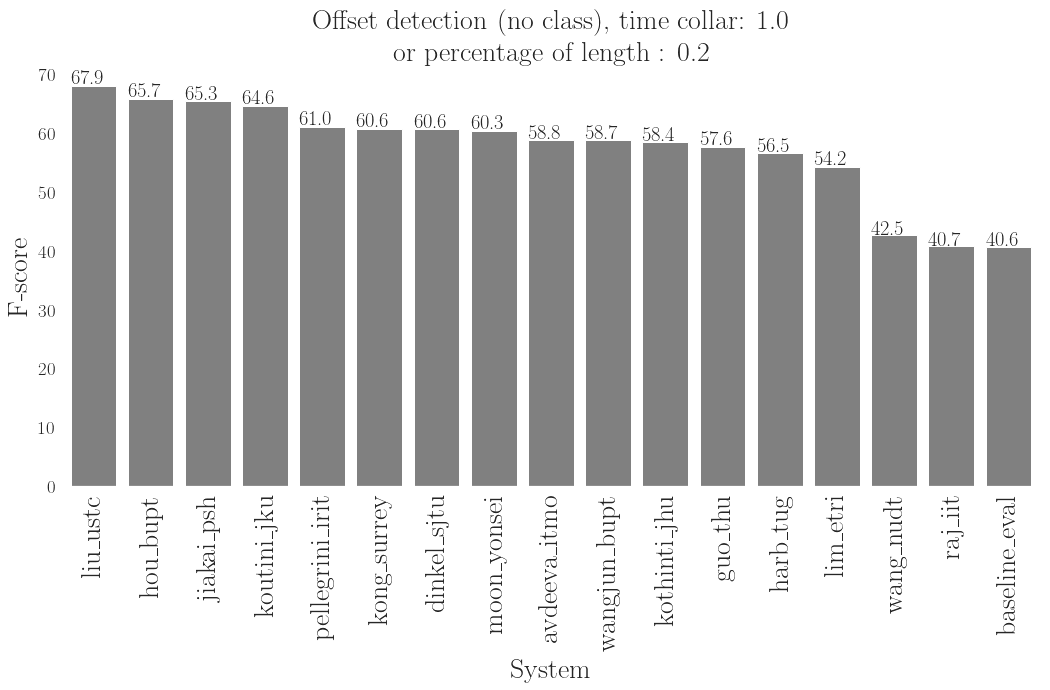 Offset detection (no class), time collar: 1.0
or percentage of length : 0.2
F-score
70
60
50
40
30
20
10
0
67.9
65.7
65.3
64.6
61.0
60.6
60.6
60.3
58.8
58.7
58.4
57.6
56.5
54.2
42.5
40.7
40.6
liu_ustc
hou_bupt
jiakai_psh
koutini_jku
pellegrini_irit
kong_surrey
dinkel_sjtu
moon_yonsei
avdeeva_itmo
wangjun_bupt
kothinti_jhu
guo_thu
harb_tug
lim_etri
wang_nudt
raj_iit
baseline_eval
System